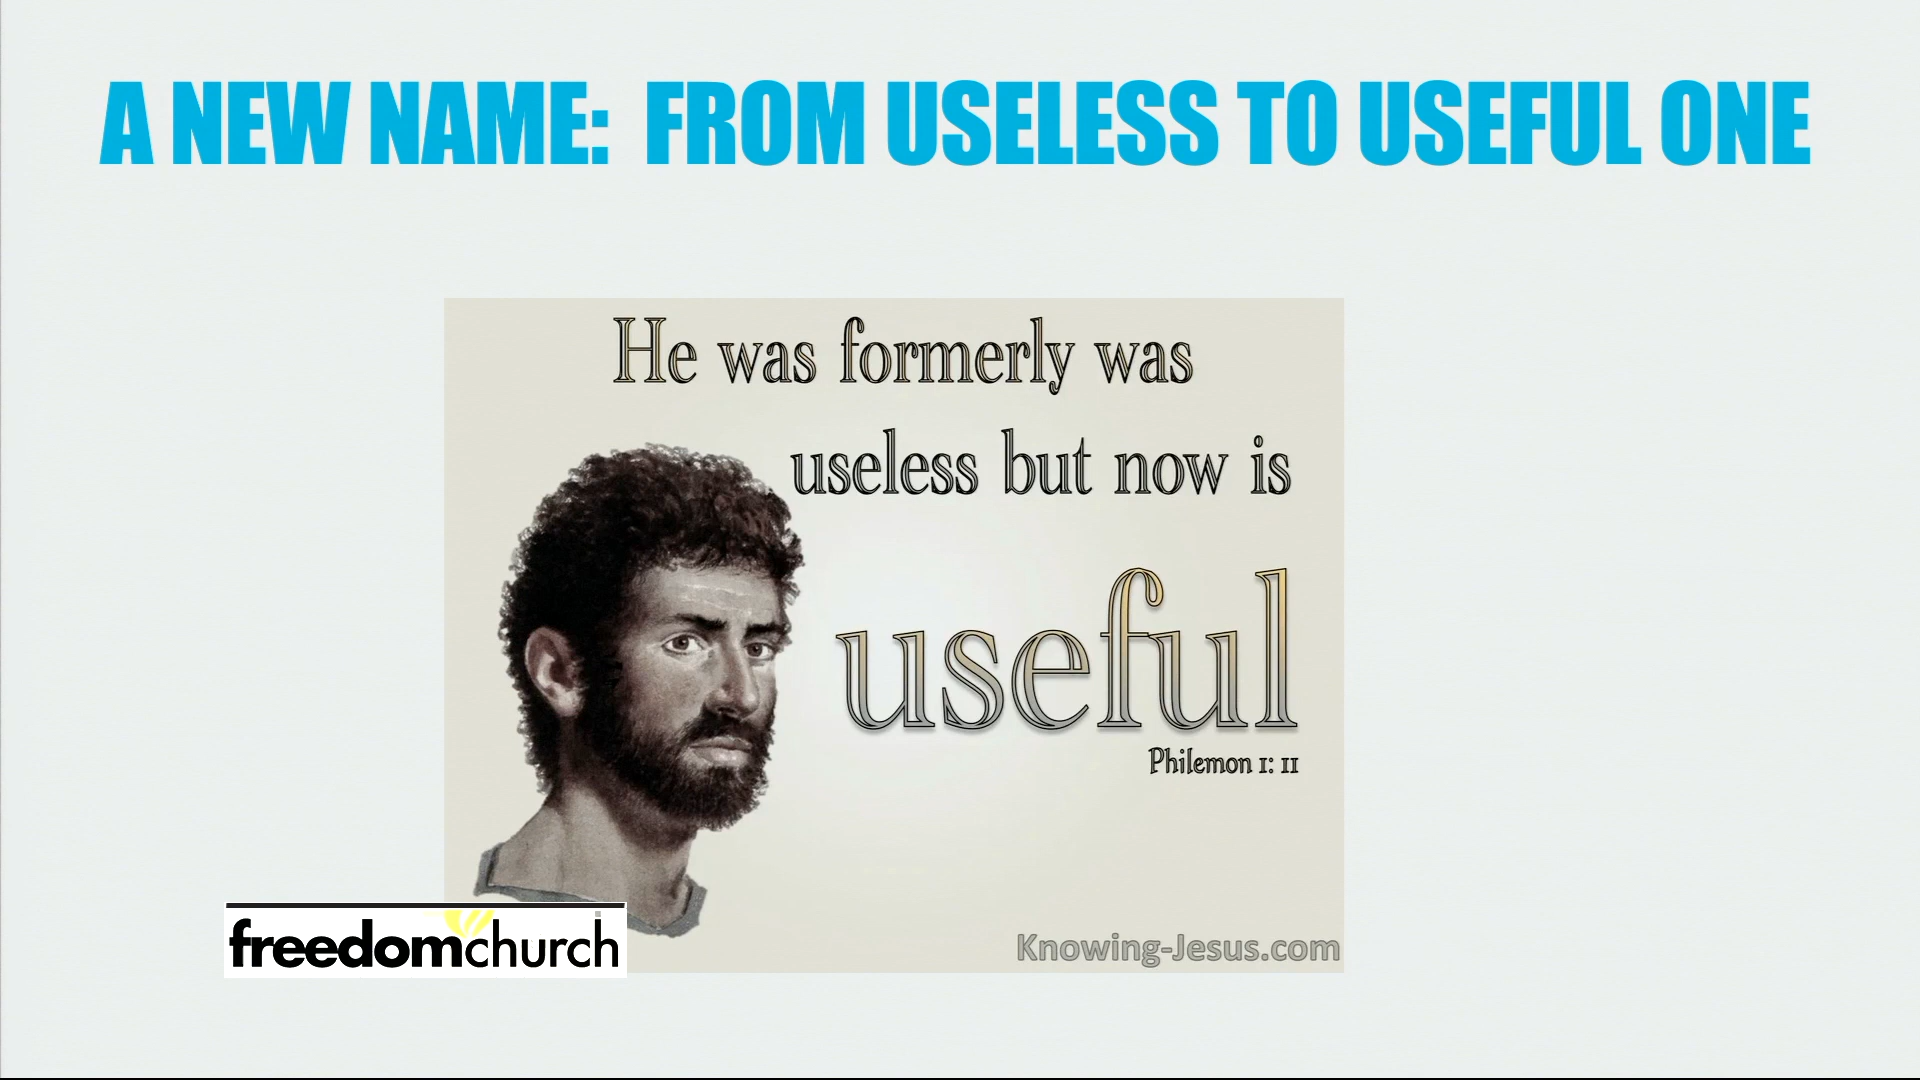 A NEW NAME: FROM USELESS TO USEFUL ONE
He was formerly was
useless but now is
useful
Philemon 1: 11
freedomchurch
Knowing-Jesus.com